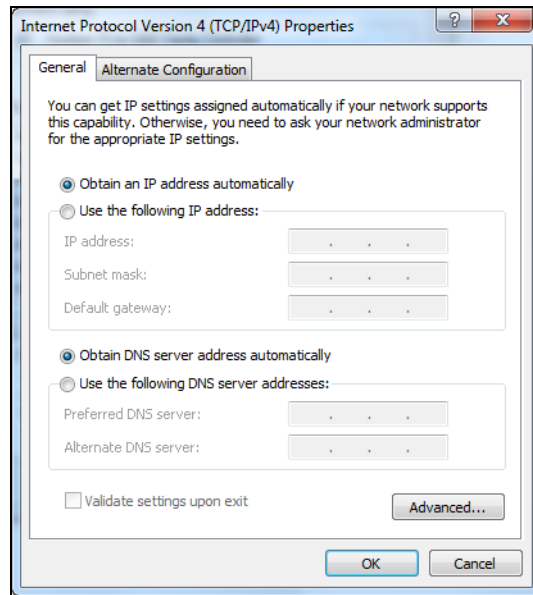 Internet Protocol Version 4 (TCP/IPv4) Properties
General
Alternate Configuration
You can get IP settings assigned automatically if your network supports
this capability. Otherwise, you need to ask your network administrator
for the appropriate IP settings.
Obtain an IP address automatically
Use the following IP address:
IP address:
Subnet mask:
Default gateway:
Obtain DNS server address automatically
Use the following DNS server addresses:
Preferred DNS server:
Alternate DNS server:
Validate settings upon exit
Advanced...
OK
Cancel